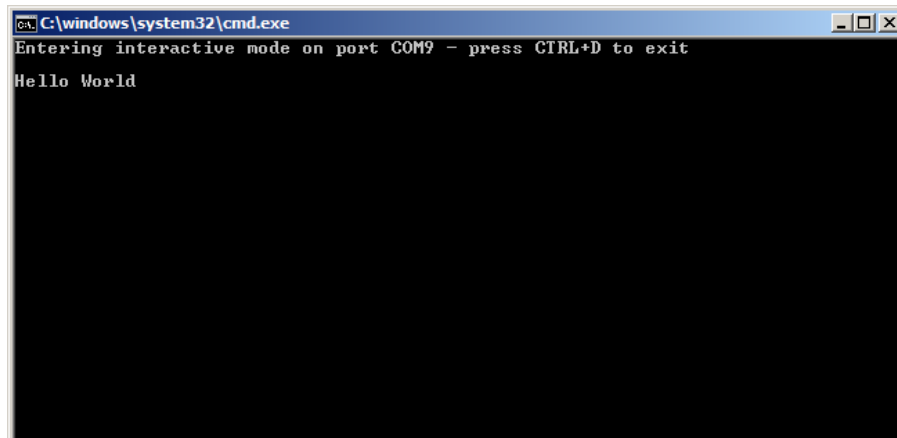 C:\windows\system32\cmd.exe
Entering interactive mode on port COM9 - press CTRL+D to exit
Hello World